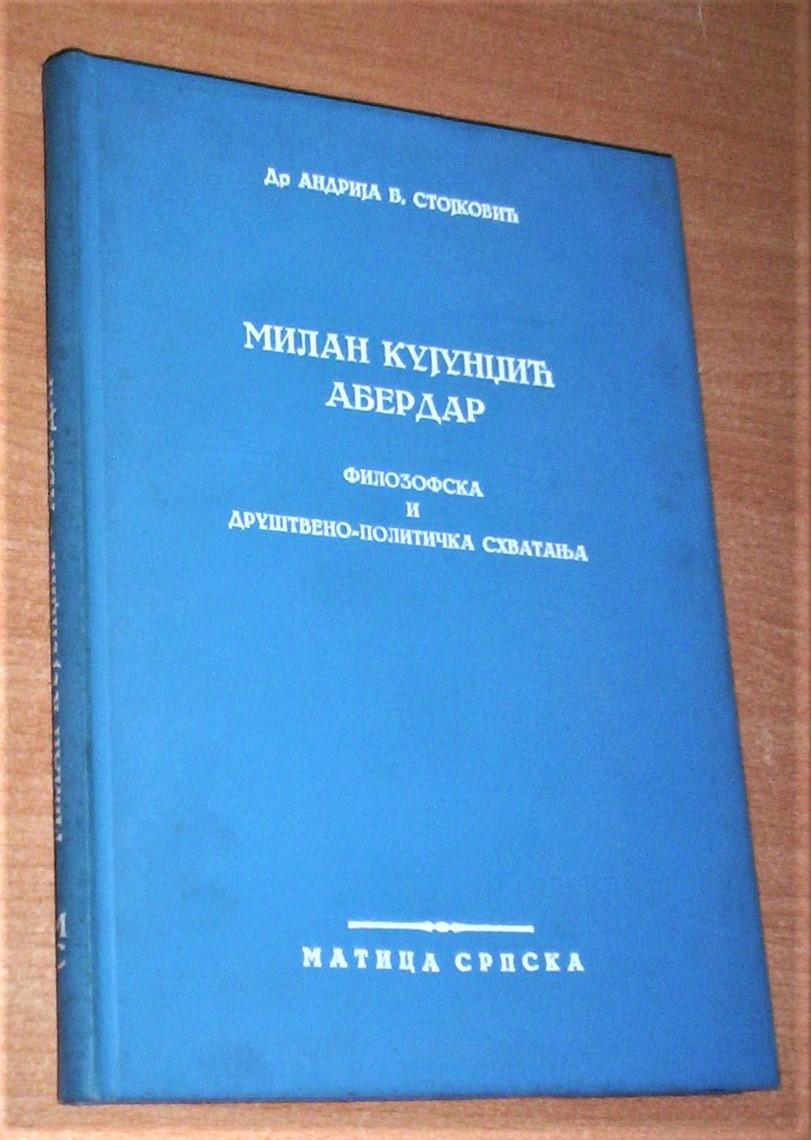 Др АНДРИЈА Б. СТОЈКОВИЋ
МИЛАН КУЈУНЏИЋ
АБЕРДАР
ФИЛОЗОФСКА
И
ДРУШТВЕНО-ПОЛИТИЧКА СХВАТАЊА
МАТИЦА СРПСКА